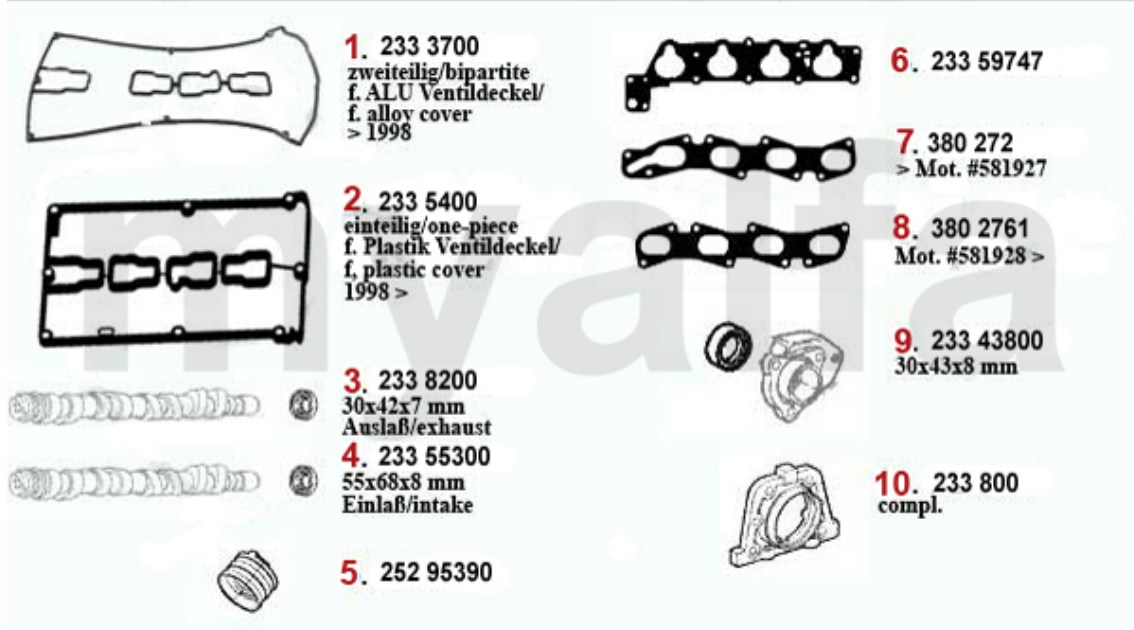 1. 233 3700
zweiteilig/bipartite
f. ALU Ventildeckel/
f. alloy cover
> 1998
2. 233 5400
einteilig/one-piece
f. Plastik Ventildeckel/
f, plastic cover
1998 >
3. 233 8200
30x42x7 mm
Auslaß/exhaust
4. 233 55300
55x68x8 mm
Einlaß/intake
5. 252 95390
6. 233 59747
7. 380 272
> Mot. #581927
8. 380 2761
Mot. #581928 >
9. 233 43800
30x43x8 mm
10. 233 800
compl.
myalfa